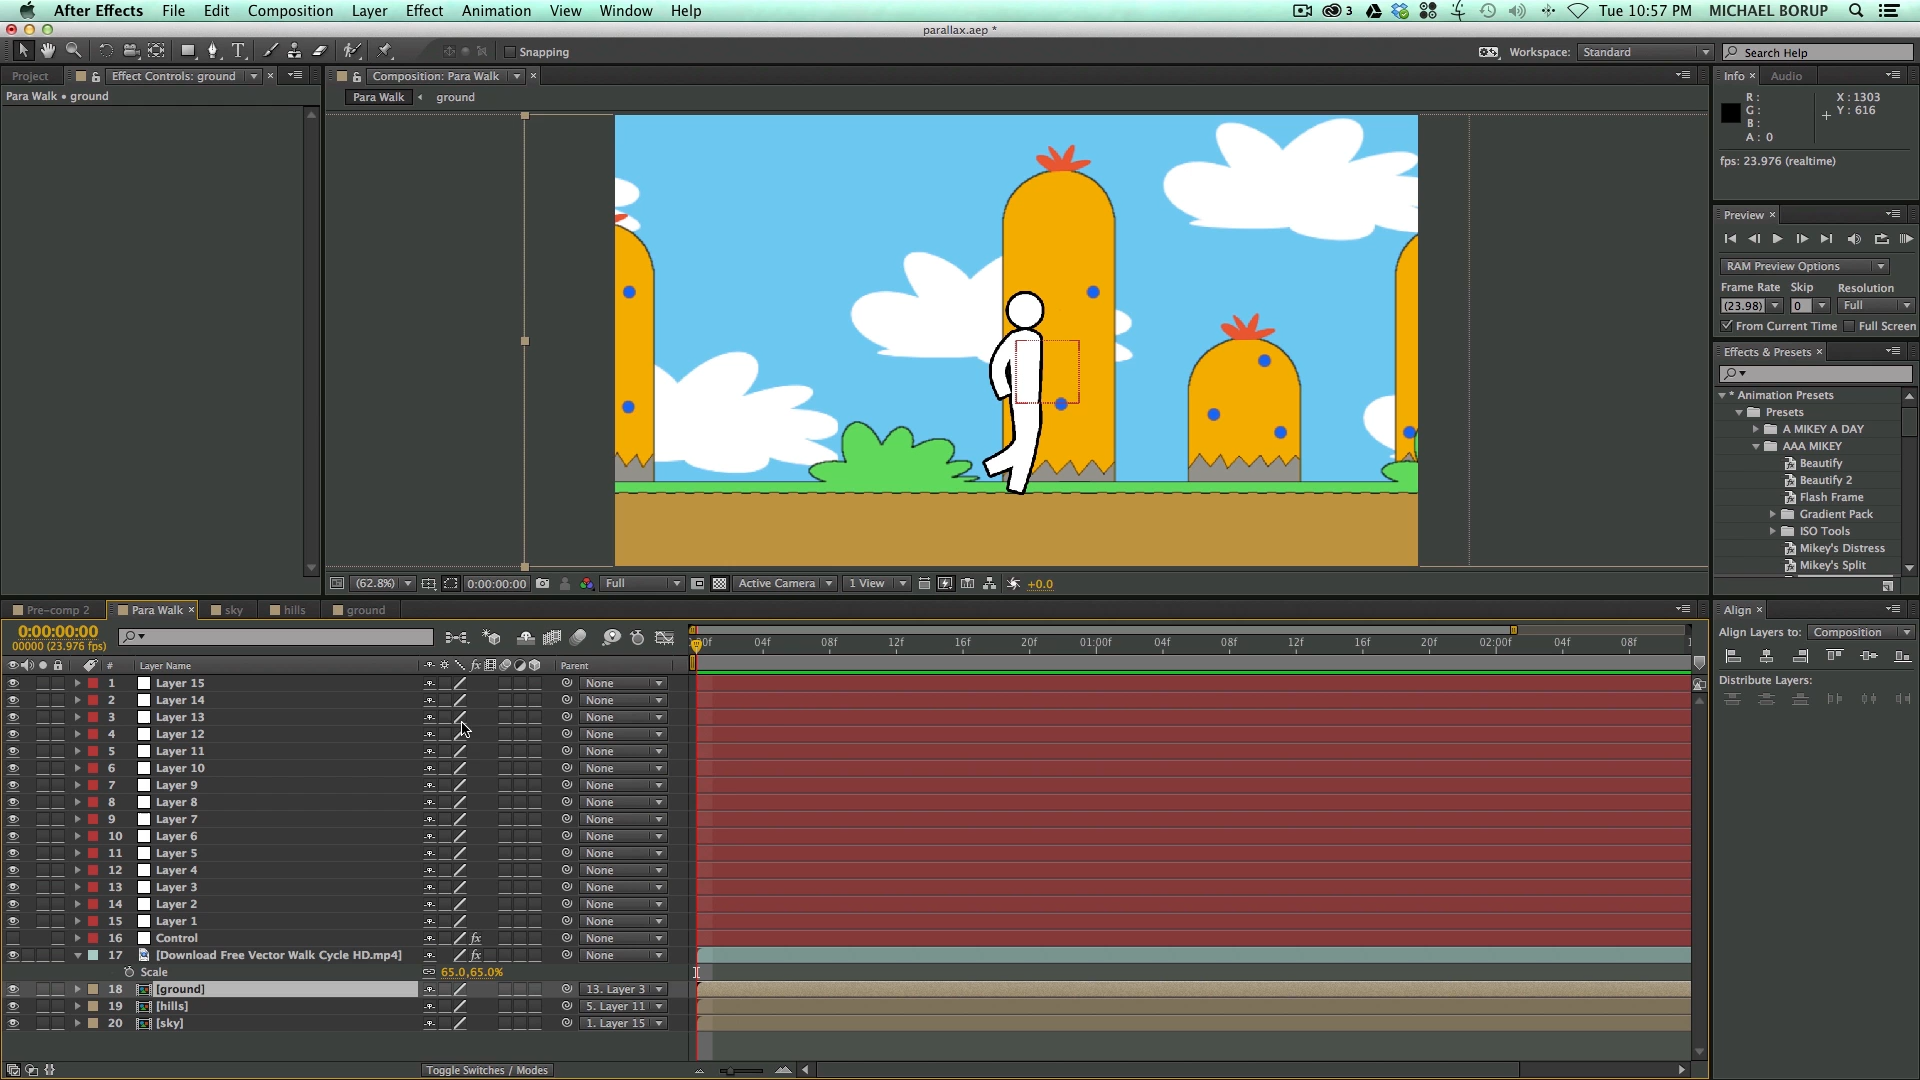 After Effects File Edit Composition Layer Effect Animation View Window Help 3 Tue 10:57 PM MICHAEL BORUP
parallax.aep *
Snapping Workspace: Standard Search Help
Project Effect Controls: ground Composition: Para Walk Info Audio
Para Walk • ground
Para Walk ground
R: X : 1303
G: Y : 616
B:
A: 0
fps: 23.976 (realtime)
Preview
RAM Preview Options
Frame Rate Skip Resolution
(23.98) 0 Full
From Current Time Full Screen
Effects & Presets
* Animation Presets
Presets
A MIKEY A DAY
AAA MIKEY
Beautify
Beautify 2
Flash Frame
Gradient Pack
ISO Tools
Mikey's Distress
Mikey's Split
(62.8%) 0:00:00:00 Full Active Camera 1 View +0.0
Pre-comp 2 Para Walk sky hills ground
Align
0:00:00:00
00000 (23.976 fps)
04f 08f 12f 16f 20f 01:00f 04f 08f 12f 16f 20f 02:00f 04f 08f
Align Layers to: Composition
Distribute Layers:
# Layer Name fx Parent
1 Layer 15 None
2 Layer 14 None
3 Layer 13 None
4 Layer 12 None
5 Layer 11 None
6 Layer 10 None
7 Layer 9 None
8 Layer 8 None
9 Layer 7 None
10 Layer 6 None
11 Layer 5 None
12 Layer 4 None
13 Layer 3 None
14 Layer 2 None
15 Layer 1 None
16 Control fx None
17 [Download Free Vector Walk Cycle HD.mp4] fx None
Scale 65.0,65.0%
18 [ground] 13. Layer 3
19 [hills] 5. Layer 11
20 [sky] 1. Layer 15
Toggle Switches / Modes